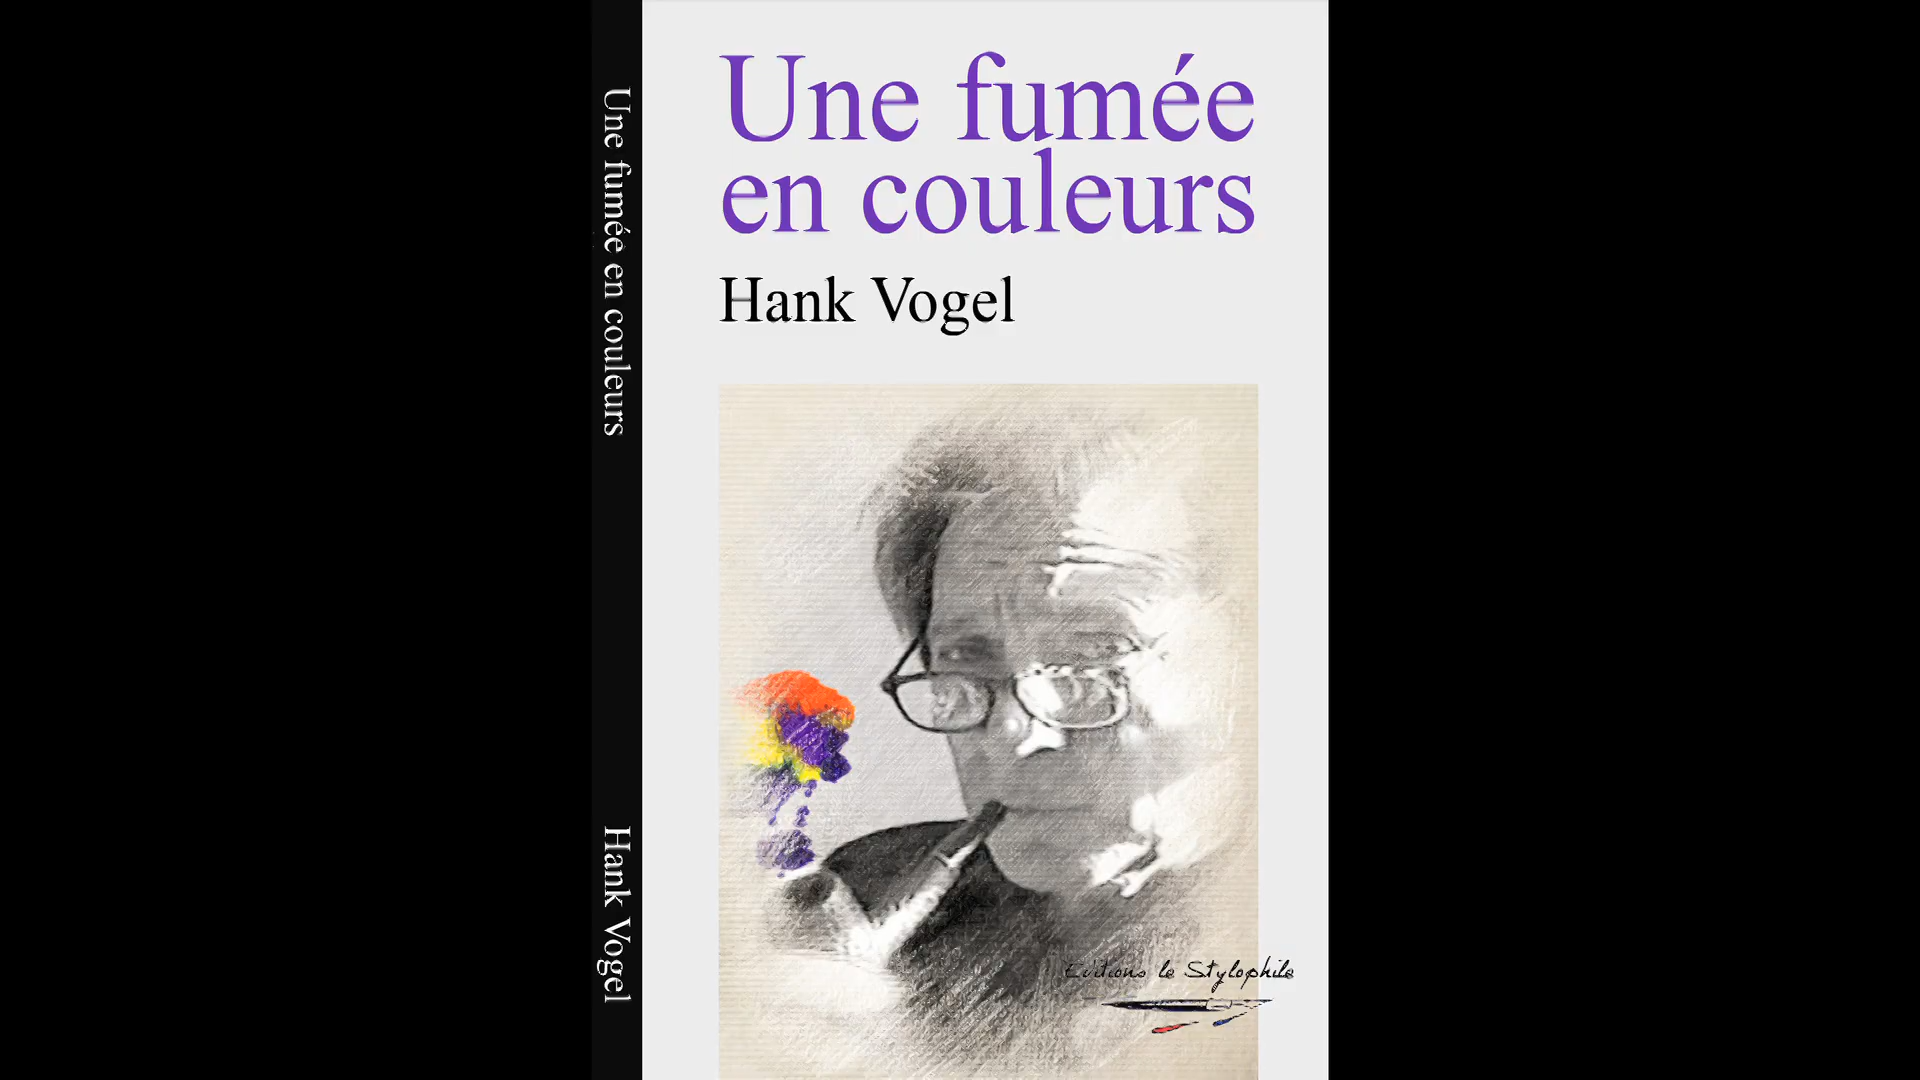 Une fumée en couleurs
Hank Vogel
Une fumée
en couleurs
Hank Vogel
Editions le Stylophile